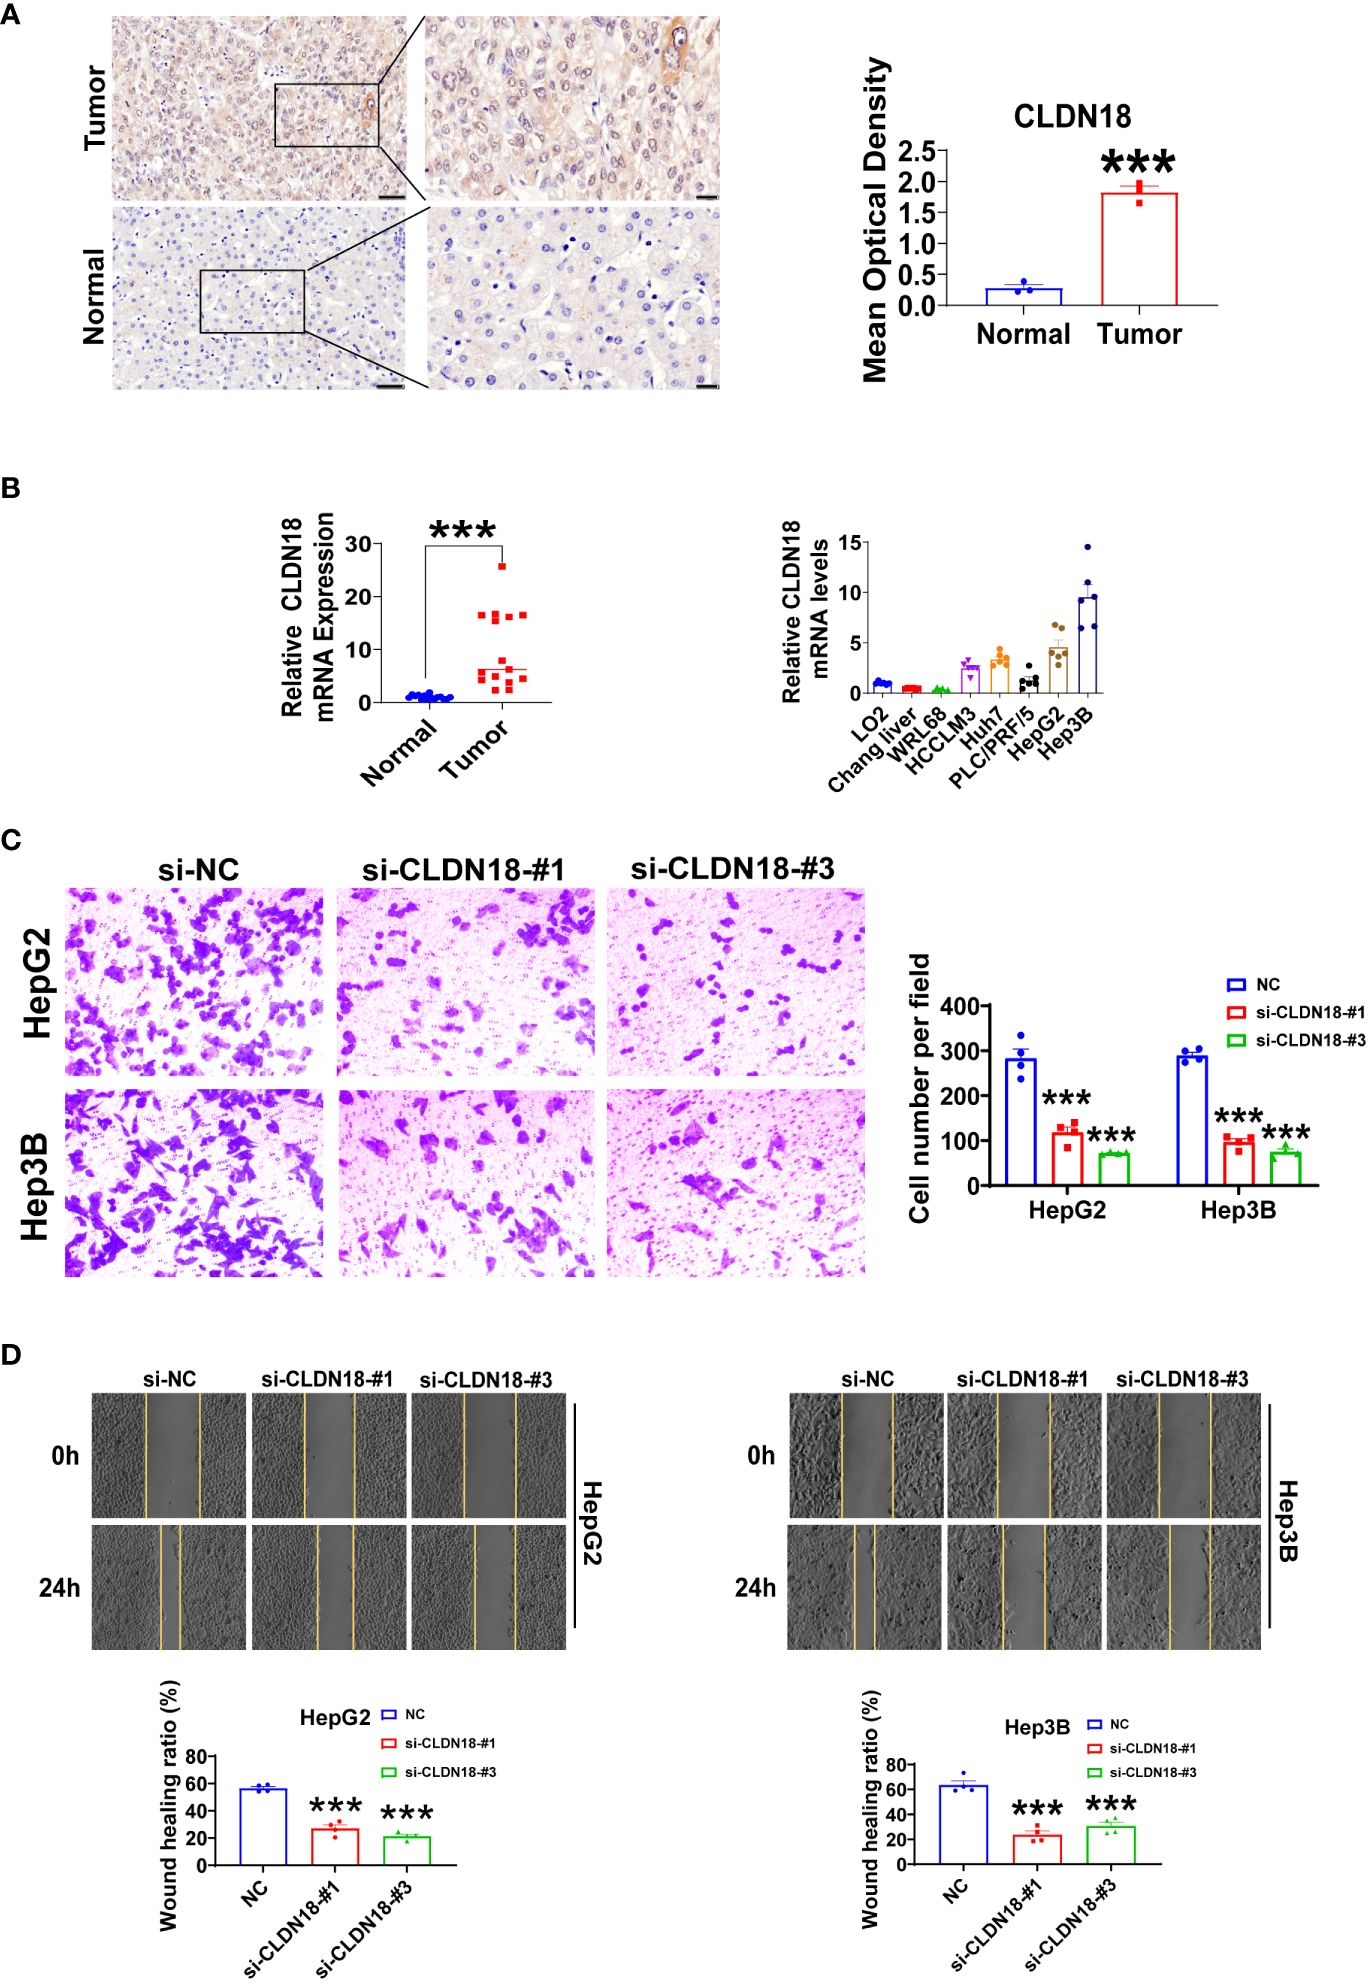 A
Tumor
Normal
CLDN18
Mean Optical Density
2.5
2.0
1.5
1.0
0.5
0.0
***
Normal Tumor
B
Relative CLDN18
mRNA Expression
30
20
10
0
***
Normal
Tumor
Relative CLDN18
mRNA levels
15
10
5
0
LO2
Chang liver
WRL68
HCCLM3
Huh7
PLC/PRF/5
HepG2
Hep3B
C
si-NC si-CLDN18-#1 si-CLDN18-#3
HepG2
Hep3B
Cell number per field
400
300
200
100
0
NC
si-CLDN18-#1
si-CLDN18-#3
*** *** *** ***
HepG2 Hep3B
D
si-NC si-CLDN18-#1 si-CLDN18-#3
0h
24h
HepG2
si-NC si-CLDN18-#1 si-CLDN18-#3
0h
24h
Hep3B
Wound healing ratio (%)
HepG2
NC
si-CLDN18-#1
si-CLDN18-#3
80
60
40
20
0
*** ***
NC
si-CLDN18-#1
si-CLDN18-#3
Wound healing ratio (%)
Hep3B
NC
si-CLDN18-#1
si-CLDN18-#3
80
60
40
20
0
*** ***
NC
si-CLDN18-#1
si-CLDN18-#3